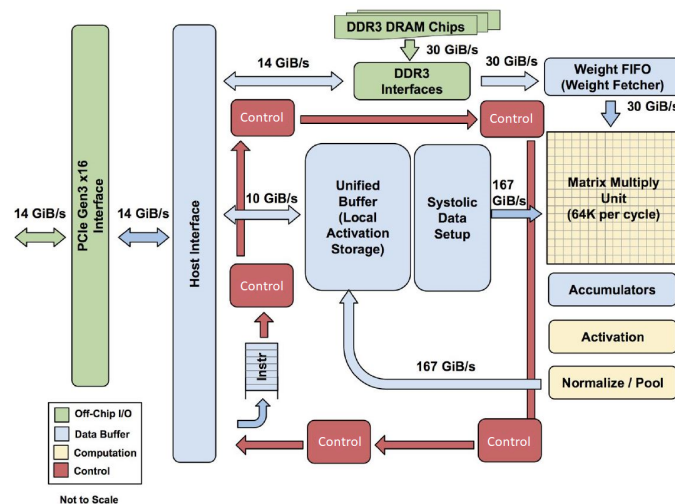 DDR3 DRAM Chips
30 GiB/s
14 GiB/s
DDR3
Interfaces
30 GiB/s
Weight FIFO
(Weight Fetcher)
30 GiB/s
Control
Control
PCIe Gen3 x16
Interface
14 GiB/s
14 GiB/s
Host Interface
10 GiB/s
Unified
Buffer
(Local
Activation
Storage)
Systolic
Data
Setup
167
GiB/s
Matrix Multiply
Unit
(64K per cycle)
Control
Accumulators
Activation
Instr
167 GiB/s
Normalize / Pool
Off-Chip I/O
Data Buffer
Computation
Control
Control
Control
Not to Scale